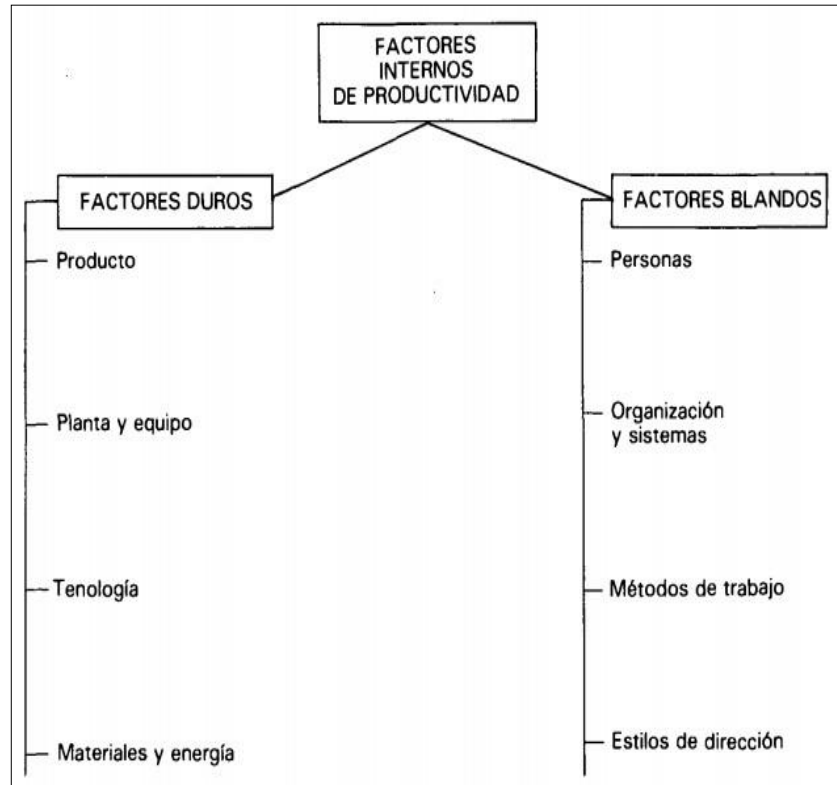 FACTORES
INTERNOS
DE PRODUCTIVIDAD
FACTORES DUROS
Producto
Planta y equipo
Tenología
Materiales y energía
FACTORES BLANDOS
Personas
Organización
y sistemas
Métodos de trabajo
Estilos de dirección